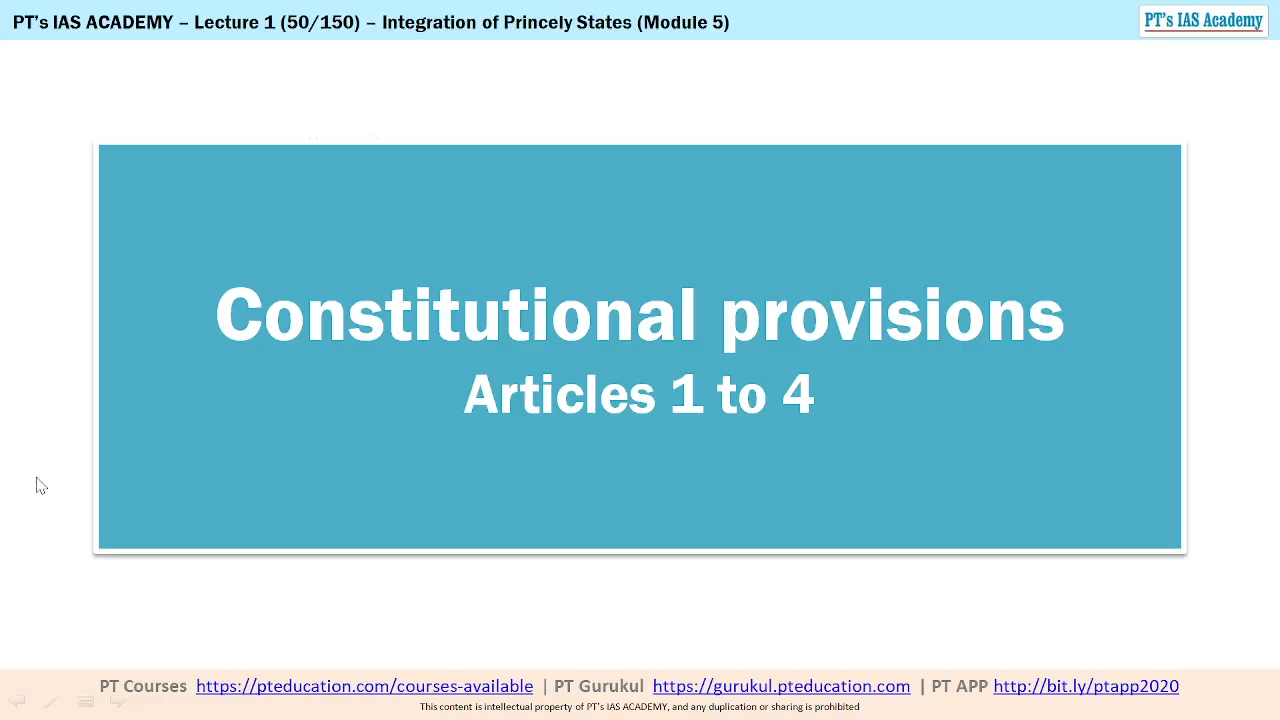 PT's IAS ACADEMY – Lecture 1 (50/150) – Integration of Princely States (Module 5)
PT's IAS Academy
Constitutional provisions
Articles 1 to 4
PT Courses https://pteducation.com/courses-available | PT Gurukul https://gurukul.pteducation.com | PT APP http://bit.ly/ptapp2020
This content is intellectual property of PT's IAS ACADEMY, and any duplication or sharing is prohibited